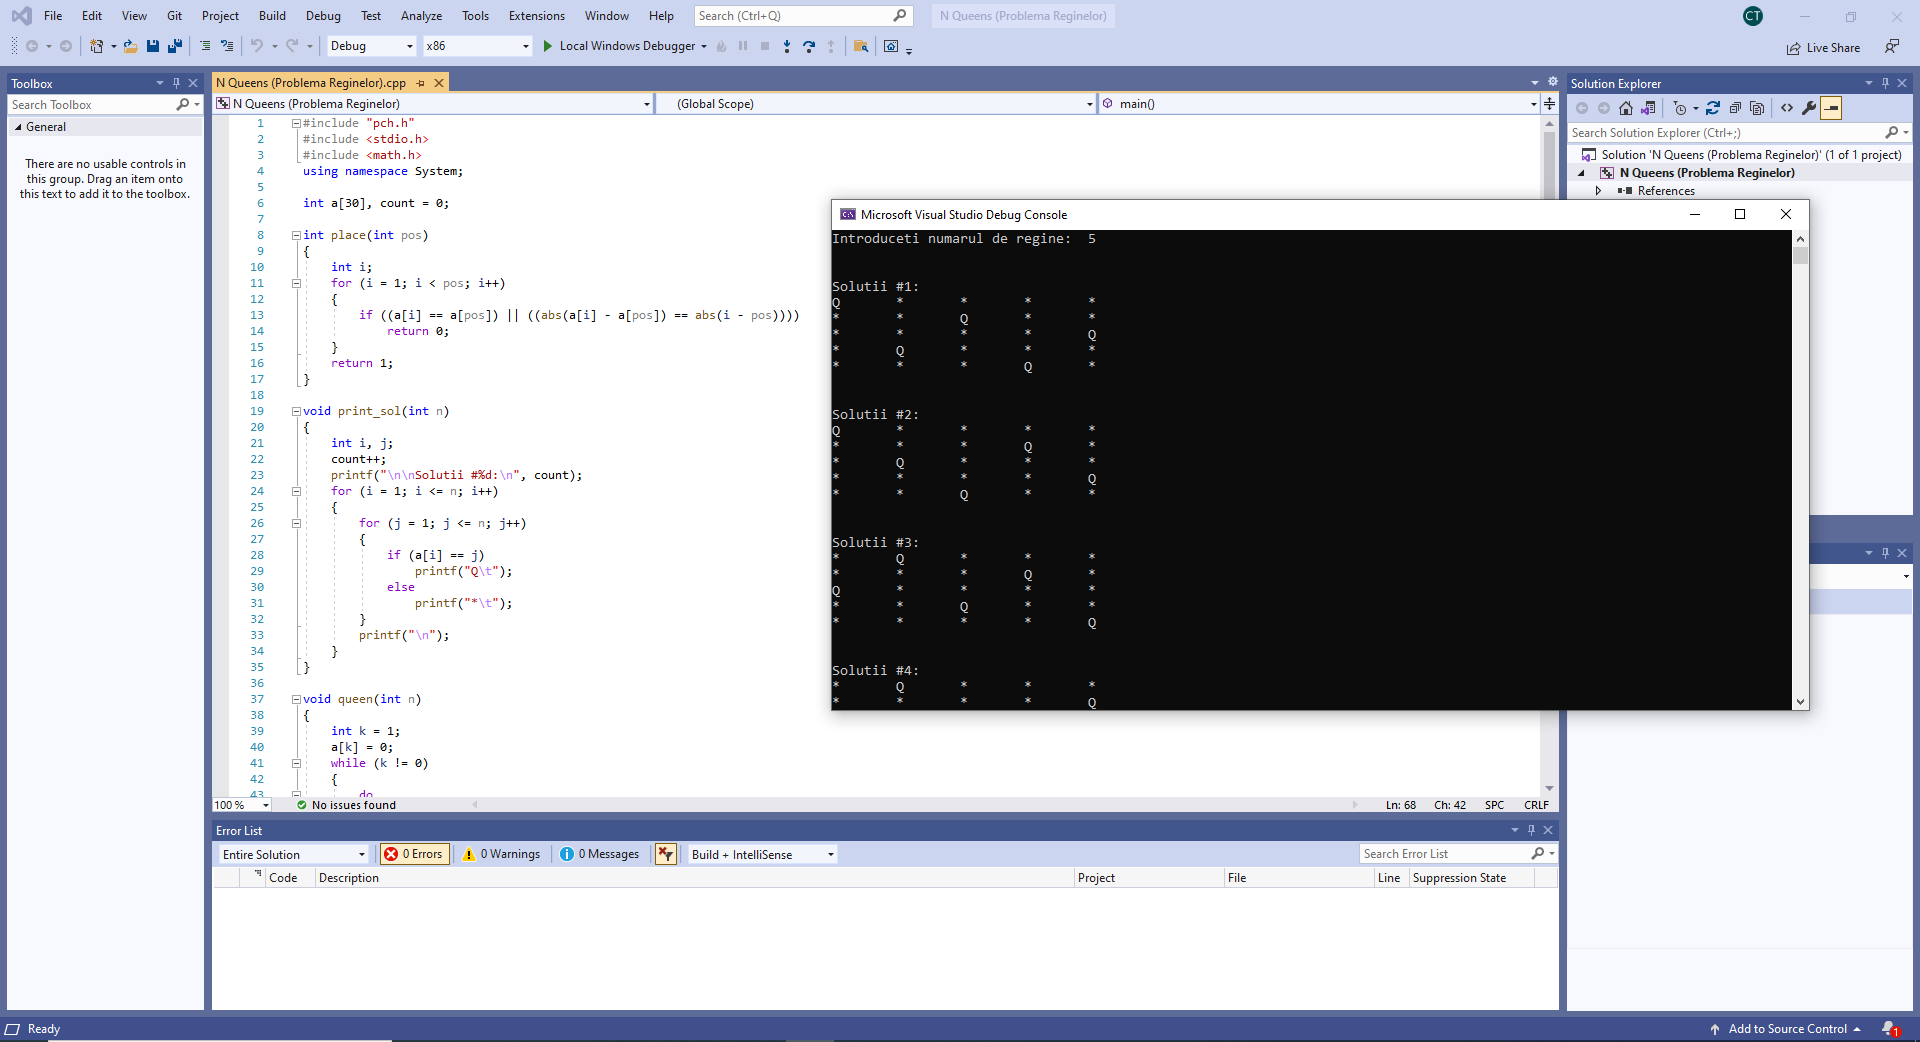 File Edit View Git Project Build Debug Test Analyze Tools Extensions Window Help Search (Ctrl+Q) N Queens (Problema Reginelor) CT
Debug x86 Local Windows Debugger Live Share
Toolbox
Search Toolbox
General
There are no usable controls in
this group. Drag an item onto
this text to add it to the toolbox.
N Queens (Problema Reginelor).cpp
N Queens (Problema Reginelor) (Global Scope) main()
1 #include "pch.h"
2 #include <stdio.h>
3 #include <math.h>
4 using namespace System;
5
6 int a[30], count = 0;
7
8 int place(int pos)
9 {
10 int i;
11 for (i = 1; i < pos; i++)
12 {
13 if ((a[i] == a[pos]) || ((abs(a[i] - a[pos]) == abs(i - pos))))
14 return 0;
15 }
16 return 1;
17 }
18
19 void print_sol(int n)
20 {
21 int i, j;
22 count++;
23 printf("\n\nSolutii #%d:\n", count);
24 for (i = 1; i <= n; i++)
25 {
26 for (j = 1; j <= n; j++)
27 {
28 if (a[i] == j)
29 printf("Q\t");
30 else
31 printf("*\t");
32 }
33 printf("\n");
34 }
35 }
36
37 void queen(int n)
38 {
39 int k = 1;
40 a[k] = 0;
41 while (k != 0)
42 {
43 do
100 % No issues found Ln: 68 Ch: 42 SPC CRLF
Microsoft Visual Studio Debug Console
Introduceti numarul de regine: 5
Solutii #1:
Q * * * *
* * Q * *
* * * * Q
* Q * * *
* * * Q *
Solutii #2:
Q * * * *
* * * Q *
* Q * * *
* * * * Q
* * Q * *
Solutii #3:
* Q * * *
* * * Q *
Q * * * *
* * Q * *
* * * * Q
Solutii #4:
* Q * * *
* * * * Q
Solution Explorer
Search Solution Explorer (Ctrl+;)
Solution 'N Queens (Problema Reginelor)' (1 of 1 project)
N Queens (Problema Reginelor)
References
Error List
Entire Solution 0 Errors 0 Warnings 0 Messages Build + IntelliSense Search Error List
Code Description Project File Line Suppression State
Ready Add to Source Control 1